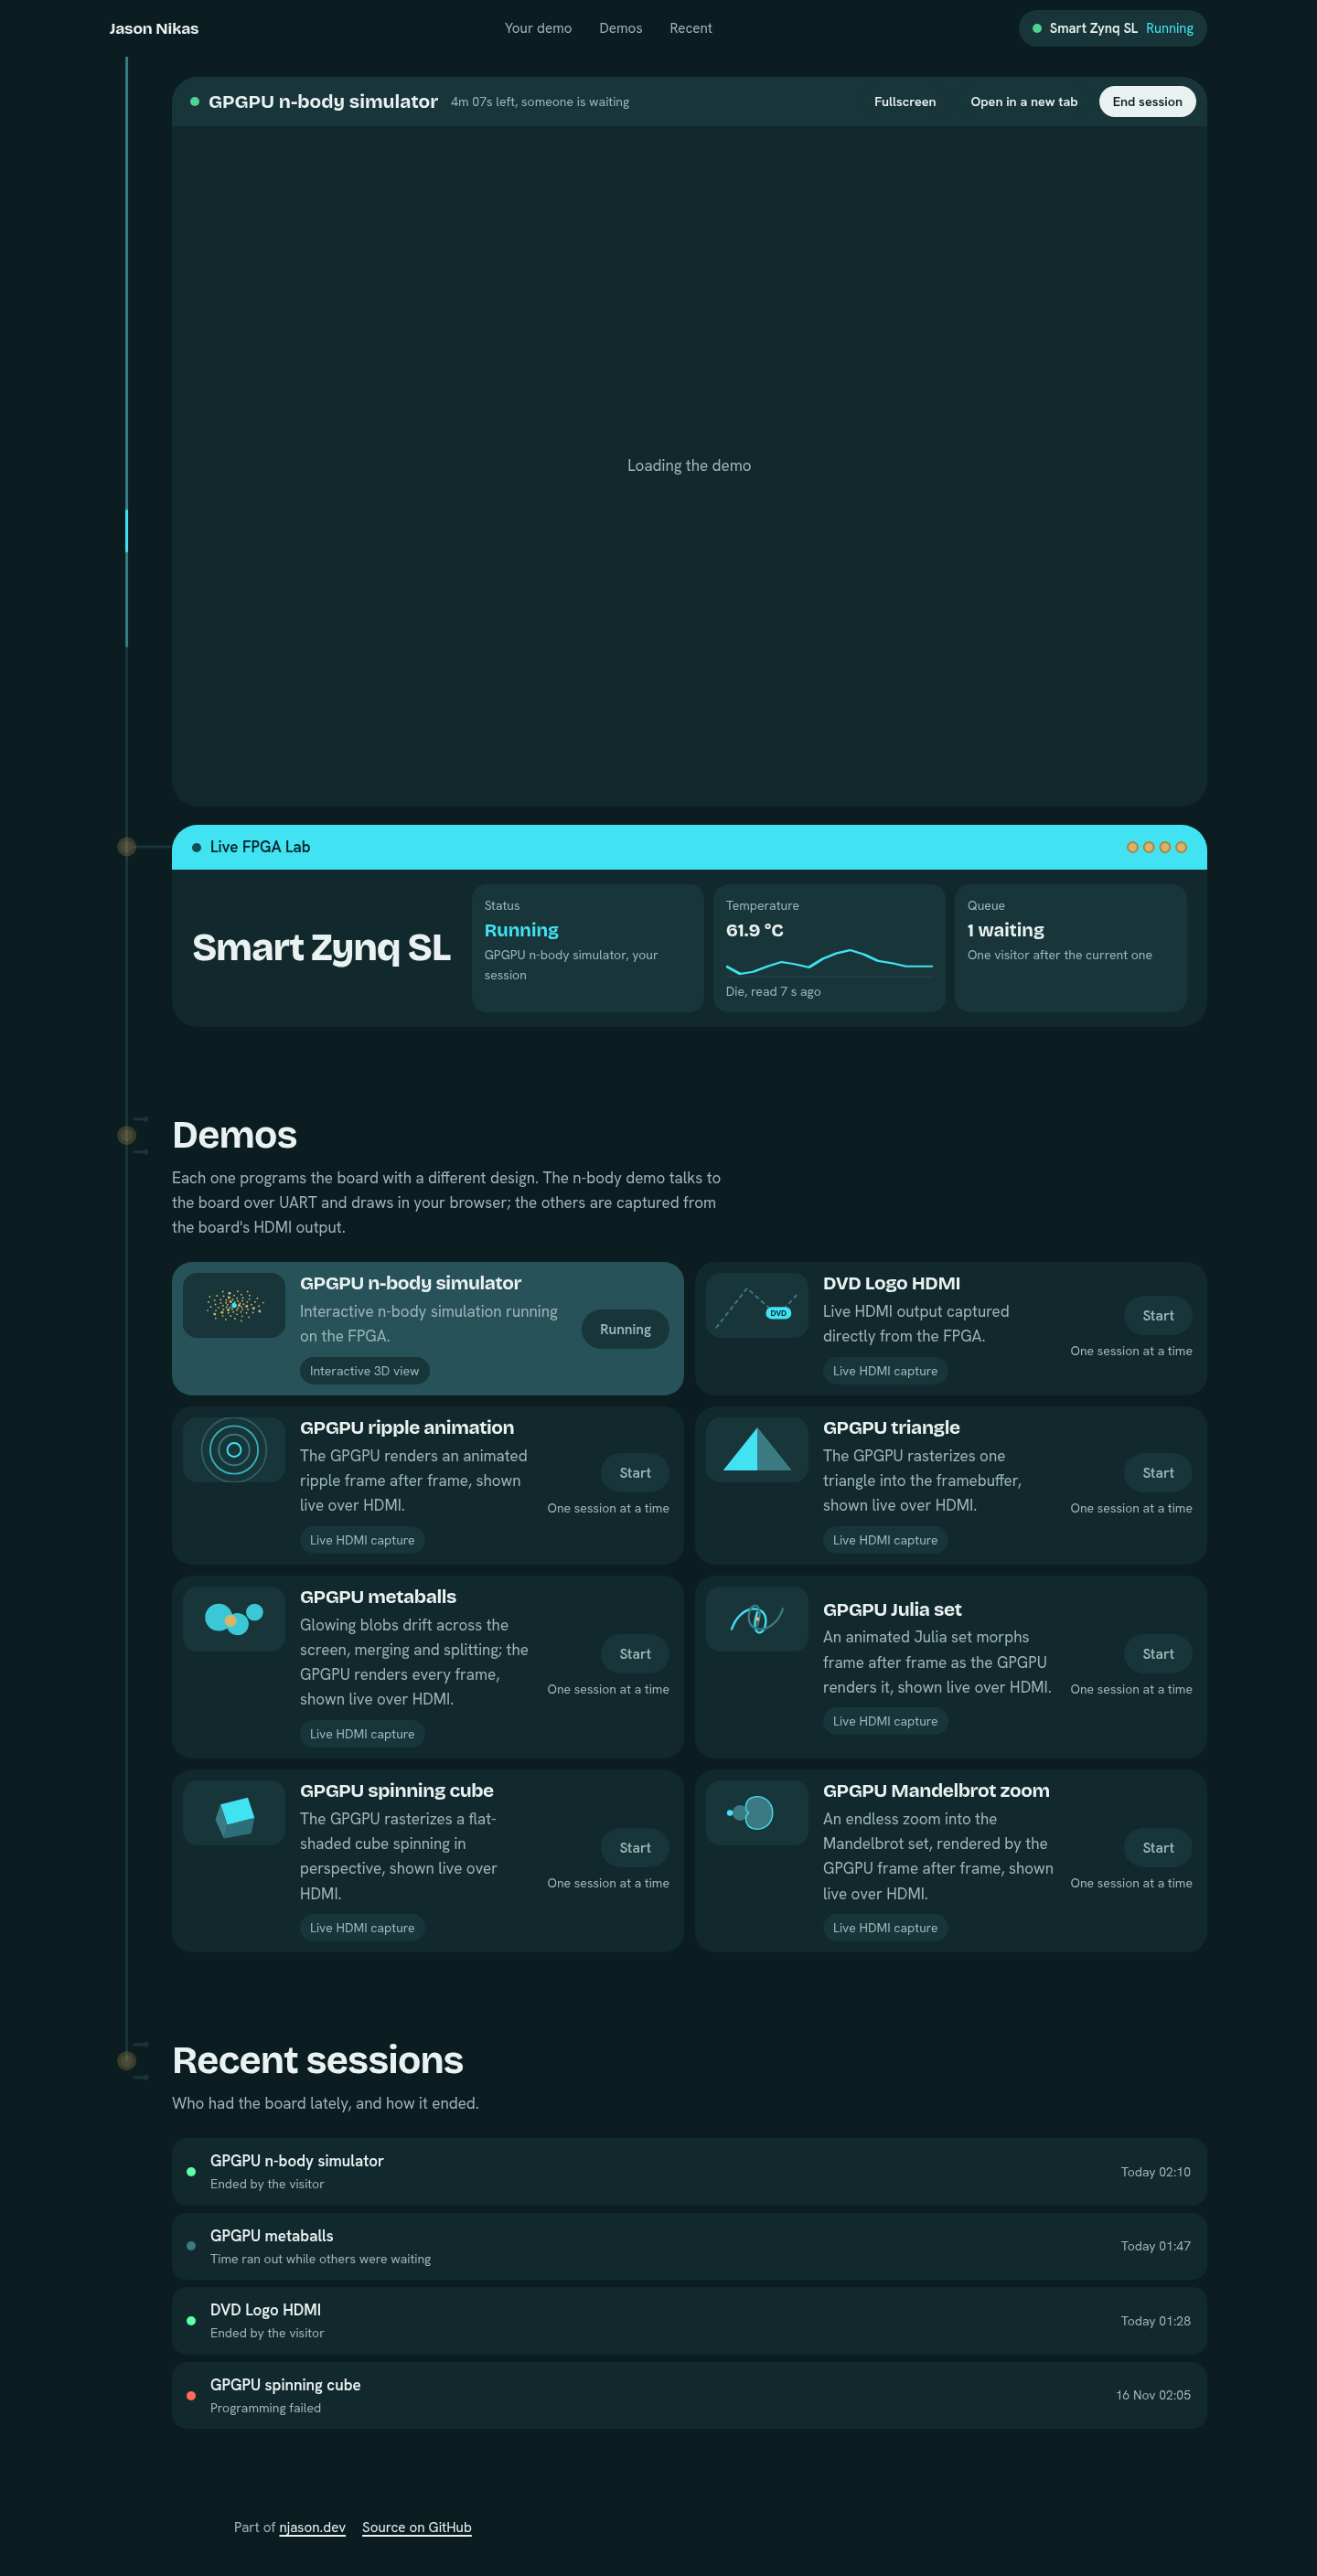 Jason Nikas
Your demo Demos Recent
Smart Zynq SL Running
GPGPU n-body simulator 4m 07s left, someone is waiting
Fullscreen Open in a new tab End session
Loading the demo
Live FPGA Lab
Smart Zynq SL
Status
Running
GPGPU n-body simulator, your
session
Temperature
61.9 °C
Die, read 7 s ago
Queue
1 waiting
One visitor after the current one
Demos
Each one programs the board with a different design. The n-body demo talks to
the board over UART and draws in your browser; the others are captured from
the board's HDMI output.
GPGPU n-body simulator
Interactive n-body simulation running
on the FPGA.
Interactive 3D view
Running
DVD
DVD Logo HDMI
Live HDMI output captured
directly from the FPGA.
Live HDMI capture
Start
One session at a time
GPGPU ripple animation
The GPGPU renders an animated
ripple frame after frame, shown
live over HDMI.
Live HDMI capture
Start
One session at a time
GPGPU triangle
The GPGPU rasterizes one
triangle into the framebuffer,
shown live over HDMI.
Live HDMI capture
Start
One session at a time
GPGPU metaballs
Glowing blobs drift across the
screen, merging and splitting; the
GPGPU renders every frame,
shown live over HDMI.
Live HDMI capture
Start
One session at a time
GPGPU Julia set
An animated Julia set morphs
frame after frame as the GPGPU
renders it, shown live over HDMI.
Live HDMI capture
Start
One session at a time
GPGPU spinning cube
The GPGPU rasterizes a flat-
shaded cube spinning in
perspective, shown live over
HDMI.
Live HDMI capture
Start
One session at a time
GPGPU Mandelbrot zoom
An endless zoom into the
Mandelbrot set, rendered by the
GPGPU frame after frame, shown
live over HDMI.
Live HDMI capture
Start
One session at a time
Recent sessions
Who had the board lately, and how it ended.
GPGPU n-body simulator
Ended by the visitor
Today 02:10
GPGPU metaballs
Time ran out while others were waiting
Today 01:47
DVD Logo HDMI
Ended by the visitor
Today 01:28
GPGPU spinning cube
Programming failed
16 Nov 02:05
Part of njason.dev Source on GitHub